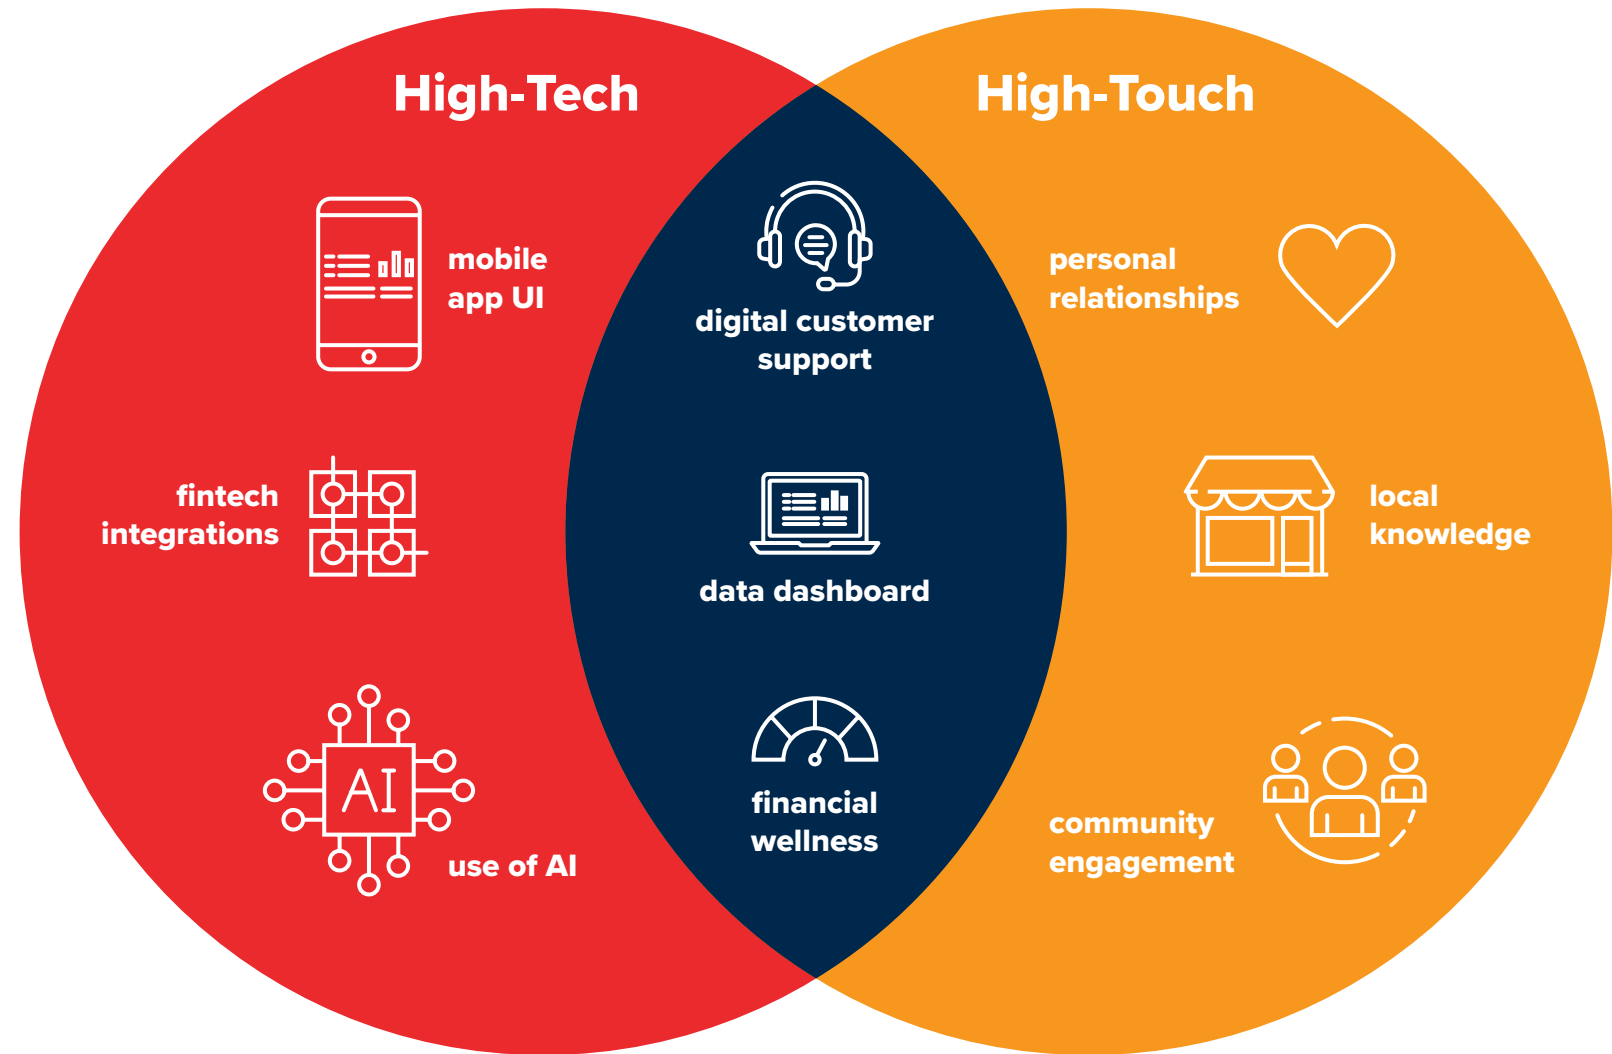 High-Tech
High-Touch
mobile
app UI
digital customer
support
personal
relationships
fintech
integrations
data dashboard
local
knowledge
AI
use of AI
financial
wellness
community
engagement